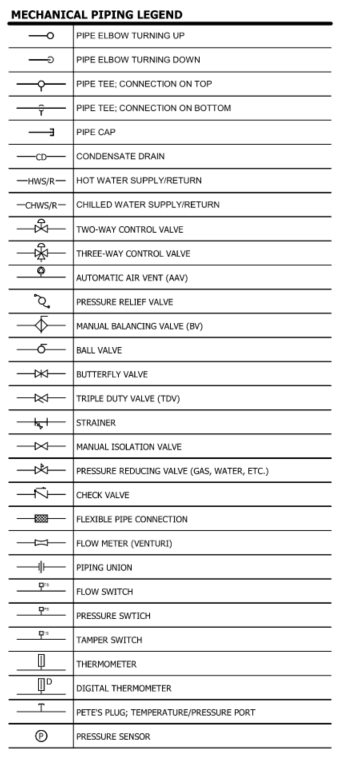 MECHANICAL PIPING LEGEND
PIPE ELBOW TURNING UP
PIPE ELBOW TURNING DOWN
PIPE TEE; CONNECTION ON TOP
PIPE TEE; CONNECTION ON BOTTOM
PIPE CAP
CD CONDENSATE DRAIN
HWS/R HOT WATER SUPPLY/RETURN
CHWS/R CHILLED WATER SUPPLY/RETURN
TWO-WAY CONTROL VALVE
THREE-WAY CONTROL VALVE
AUTOMATIC AIR VENT (AAV)
PRESSURE RELIEF VALVE
MANUAL BALANCING VALVE (BV)
BALL VALVE
BUTTERFLY VALVE
TRIPLE DUTY VALVE (TDV)
STRAINER
MANUAL ISOLATION VALVE
PRESSURE REDUCING VALVE (GAS, WATER, ETC.)
CHECK VALVE
FLEXIBLE PIPE CONNECTION
FLOW METER (VENTURI)
PIPING UNION
FLOW SWITCH
PRESSURE SWTICH
TAMPER SWITCH
THERMOMETER
D DIGITAL THERMOMETER
PETE'S PLUG; TEMPERATURE/PRESSURE PORT
P PRESSURE SENSOR